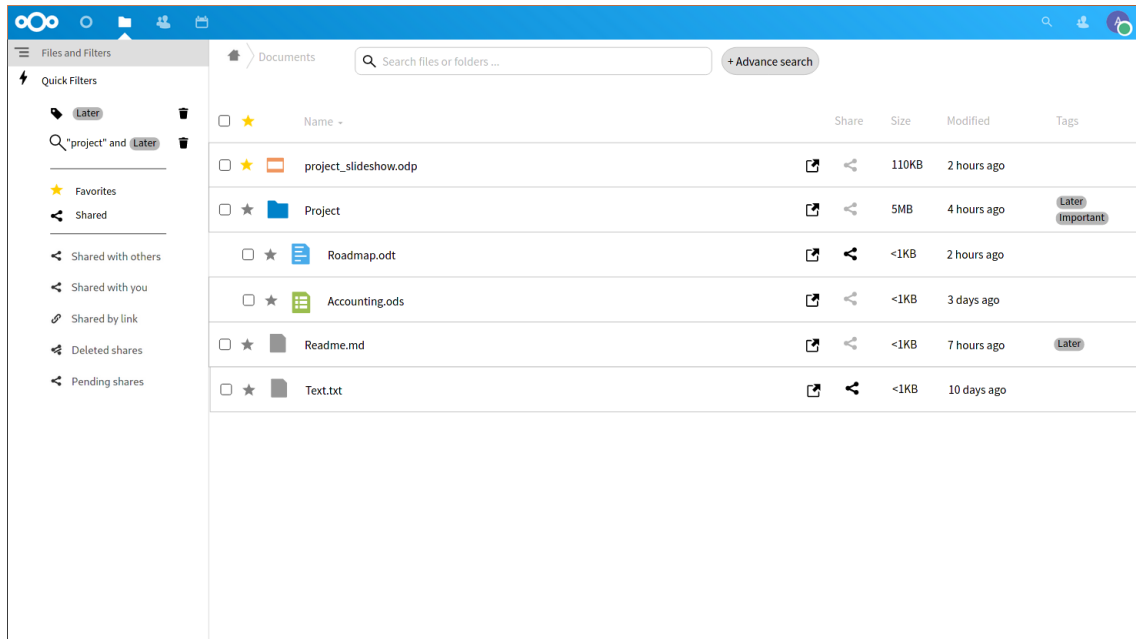 A
Files and Filters
Documents
Search files or folders ...
+ Advance search
Quick Filters
Later
"project" and Later
Favorites
Shared
Shared with others
Shared with you
Shared by link
Deleted shares
Pending shares
Name Share Size Modified Tags
project_slideshow.odp 110KB 2 hours ago
Project 5MB 4 hours ago Later
Important
Roadmap.odt <1KB 2 hours ago
Accounting.ods <1KB 3 days ago
Readme.md <1KB 7 hours ago Later
Text.txt <1KB 10 days ago